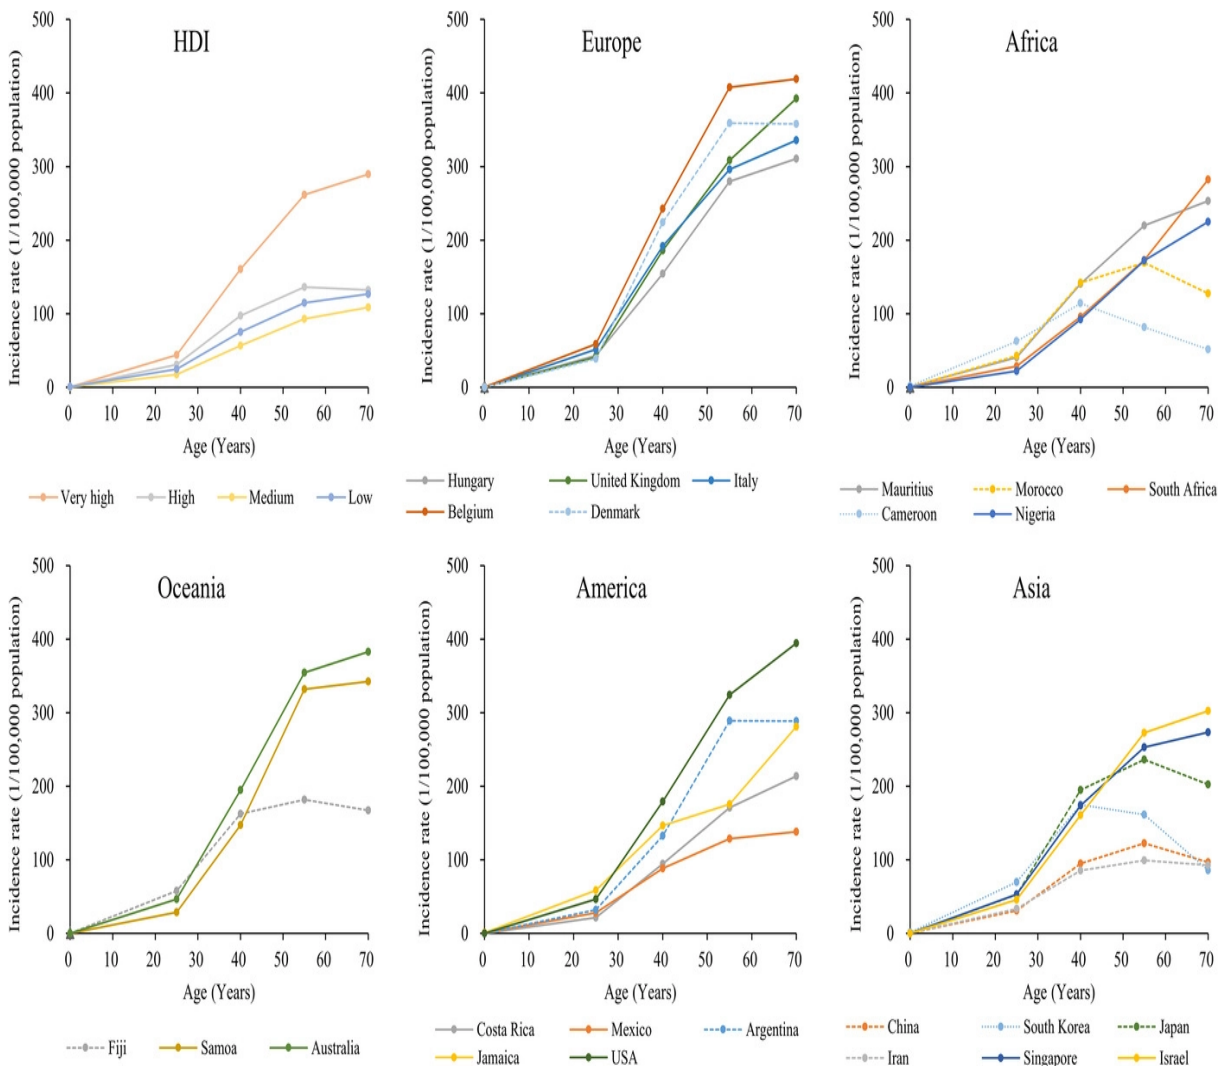 HDI
Incidence rate (1/100,000 population)
500
400
300
200
100
0
0 10 20 30 40 50 60 70
Age (Years)
Very high High Medium Low
Europe
Incidence rate (1/100,000 population)
500
400
300
200
100
0
0 10 20 30 40 50 60 70
Age (Years)
Hungary United Kingdom Italy
Belgium Denmark
Africa
Incidence rate (1/100,000 population)
500
400
300
200
100
0
0 10 20 30 40 50 60 70
Age (Years)
Mauritius Morocco South Africa
Cameroon Nigeria
Oceania
Incidence rate (1/100,000 population)
500
400
300
200
100
0
0 10 20 30 40 50 60 70
Age (Years)
Fiji Samoa Australia
America
Incidence rate (1/100,000 population)
500
400
300
200
100
0
0 10 20 30 40 50 60 70
Age (Years)
Costa Rica Mexico Argentina
Jamaica USA
Asia
Incidence rate (1/100,000 population)
500
400
300
200
100
0
0 10 20 30 40 50 60 70
Age (Years)
China South Korea Japan
Iran Singapore Israel